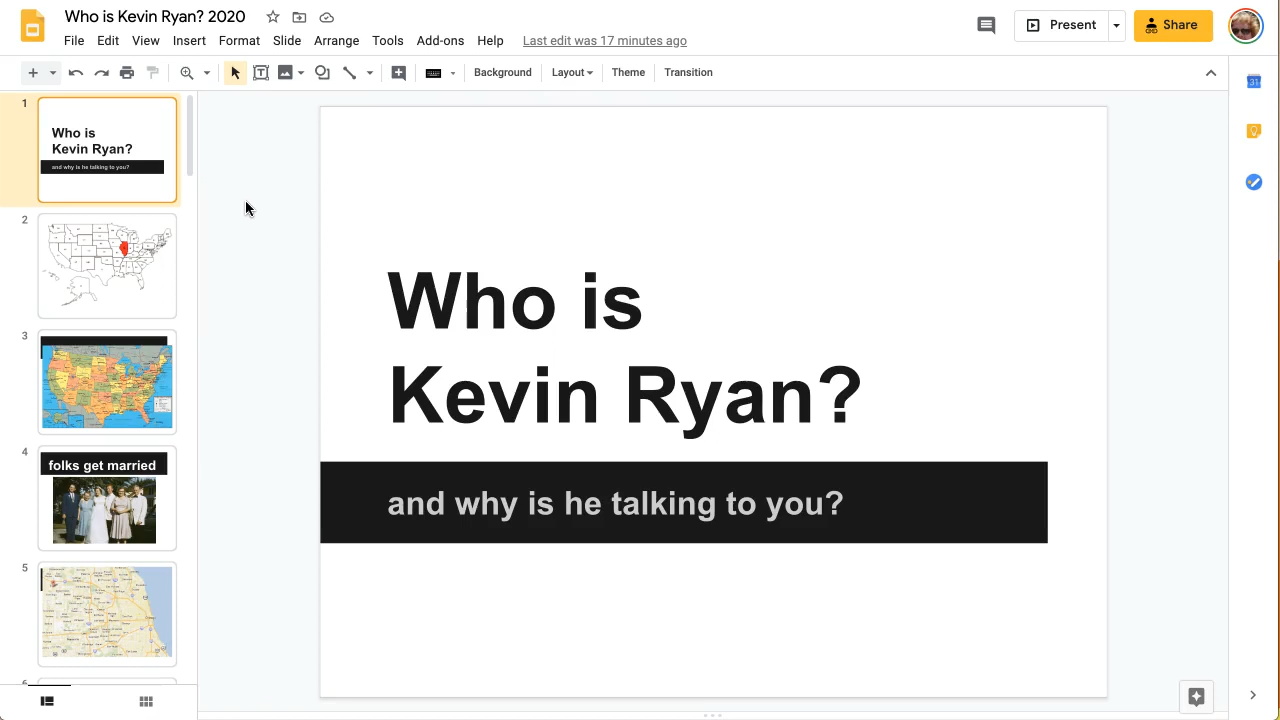 Who is Kevin Ryan? 2020
File Edit View Insert Format Slide Arrange Tools Add-ons Help Last edit was 17 minutes ago
Present
Share
Background Layout Theme Transition
31
1
Who is
Kevin Ryan?
and why is he talking to you?
2
3
4
folks get married
5
Who is
Kevin Ryan?
and why is he talking to you?